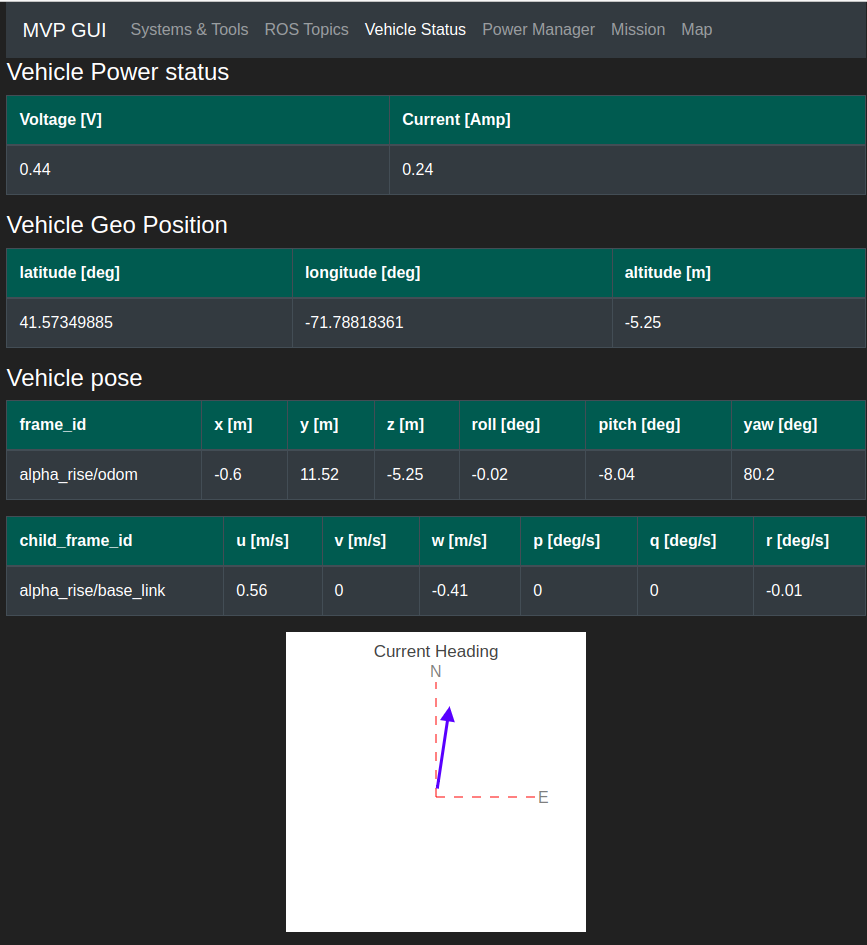 MVP GUI Systems & Tools ROS Topics Vehicle Status Power Manager Mission Map
Vehicle Power status
Voltage [V] Current [Amp]
0.44 0.24
Vehicle Geo Position
latitude [deg] longitude [deg] altitude [m]
41.57349885 -71.78818361 -5.25
Vehicle pose
frame_id x [m] y [m] z [m] roll [deg] pitch [deg] yaw [deg]
alpha_rise/odom -0.6 11.52 -5.25 -0.02 -8.04 80.2
child_frame_id u [m/s] v [m/s] w [m/s] p [deg/s] q [deg/s] r [deg/s]
alpha_rise/base_link 0.56 0 -0.41 0 0 -0.01
Current Heading
N
E